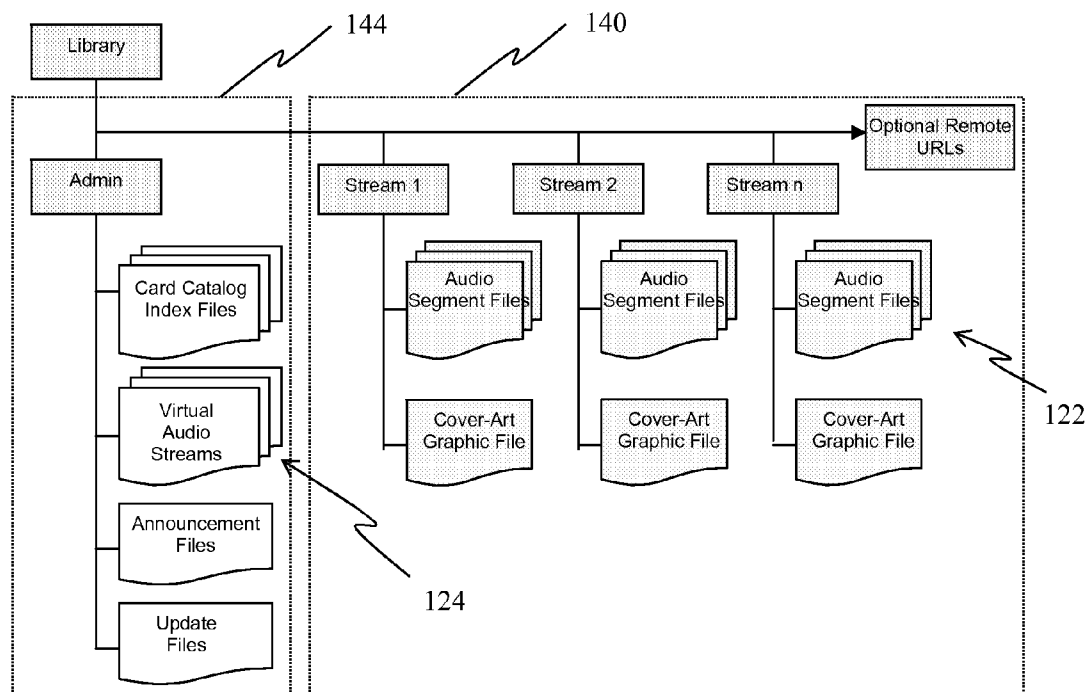 144
140
Library
Optional Remote
URLs
Admin
Stream 1
Stream 2
Stream n
Card Catalog
Index Files
Audio
Segment Files
Audio
Segment Files
Audio
Segment Files
122
Virtual
Audio
Streams
Cover-Art
Graphic File
Cover-Art
Graphic File
Cover-Art
Graphic File
Announcement
Files
124
Update
Files